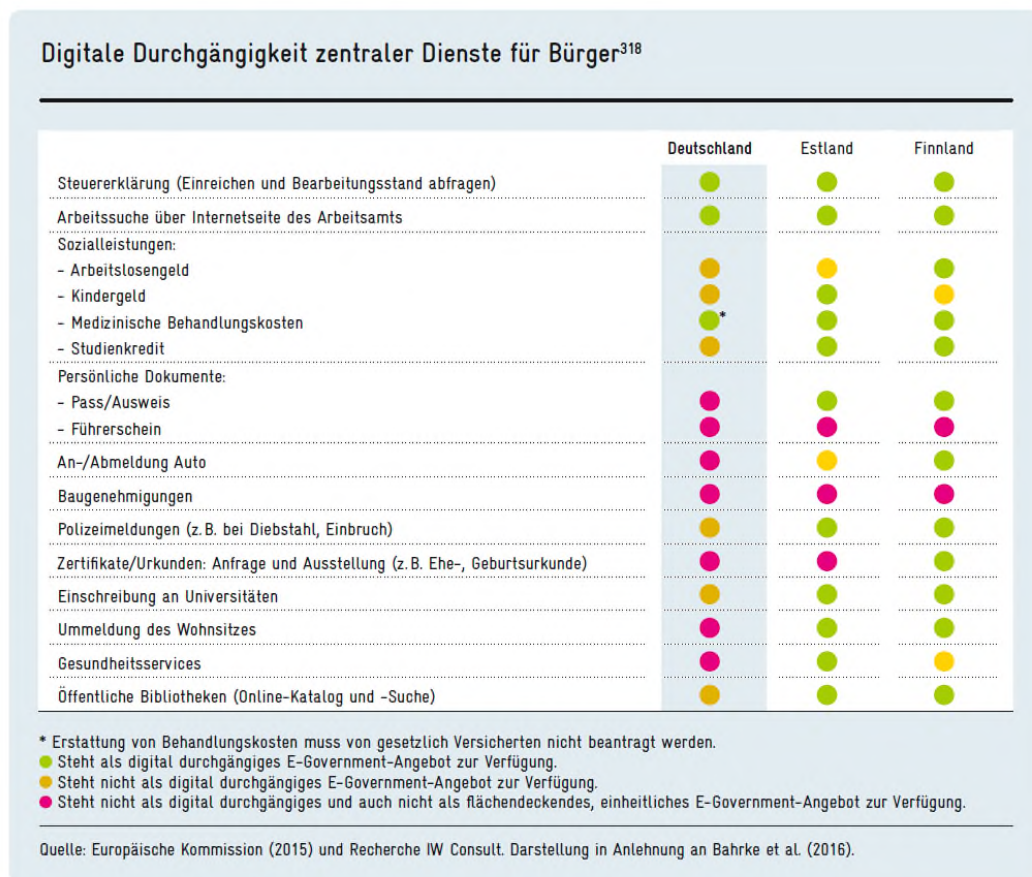 Digitale Durchgängigkeit zentraler Dienste für Bürger³¹⁸
Deutschland Estland Finnland
Steuererklärung (Einreichen und Bearbeitungsstand abfragen)
Arbeitssuche über Internetseite des Arbeitsamts
Sozialleistungen:
- Arbeitslosengeld
- Kindergeld
- Medizinische Behandlungskosten *
- Studienkredit
Persönliche Dokumente:
- Pass/Ausweis
- Führerschein
An-/Abmeldung Auto
Baugenehmigungen
Polizeimeldungen (z.B. bei Diebstahl, Einbruch)
Zertifikate/Urkunden: Anfrage und Ausstellung (z.B. Ehe-, Geburtsurkunde)
Einschreibung an Universitäten
Ummeldung des Wohnsitzes
Gesundheitsservices
Öffentliche Bibliotheken (Online-Katalog und -Suche)
* Erstattung von Behandlungskosten muss von gesetzlich Versicherten nicht beantragt werden.
Steht als digital durchgängiges E-Government-Angebot zur Verfügung.
Steht nicht als digital durchgängiges E-Government-Angebot zur Verfügung.
Steht nicht als digital durchgängiges und auch nicht als flächendeckendes, einheitliches E-Government-Angebot zur Verfügung.
Quelle: Europäische Kommission (2015) und Recherche IW Consult. Darstellung in Anlehnung an Bahrke et al. (2016).